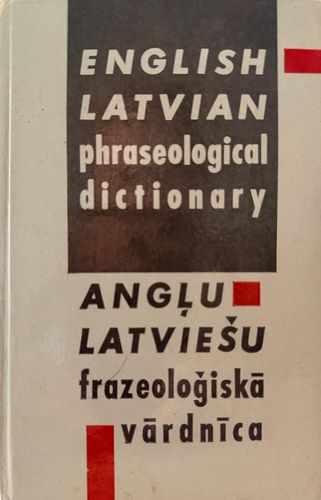 ENGLISH
LATVIAN
phraseological
dictionary
ANGĻU
LATVIEŠU
frazeoloģiskā
vārdnīca